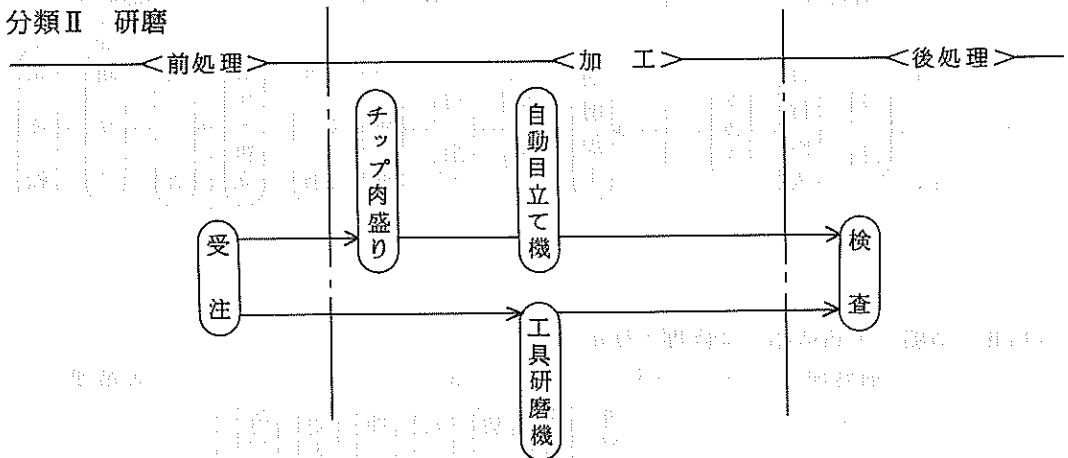 分類Ⅱ 研磨
＜前処理＞
＜加 工＞
＜後処理＞
チップ肉盛り
自動目立て機
受注
検査
工具研磨機